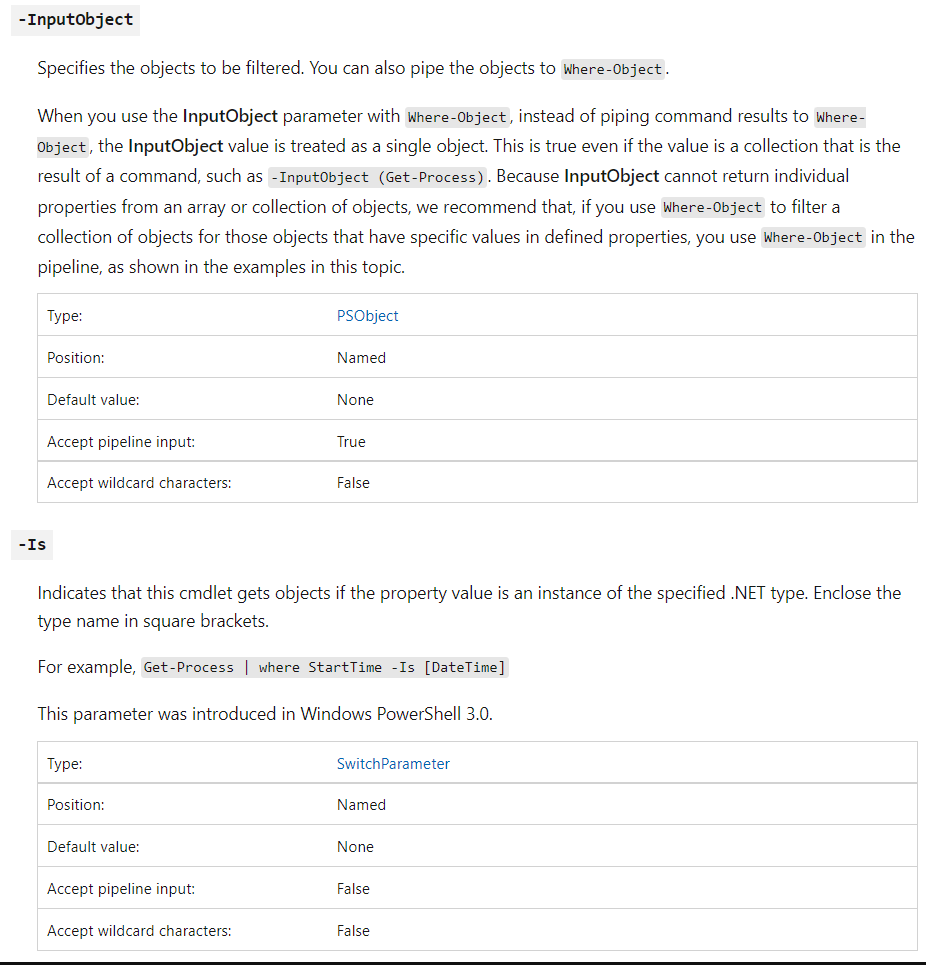 -InputObject
Specifies the objects to be filtered. You can also pipe the objects to Where-Object.
When you use the InputObject parameter with Where-Object, instead of piping command results to Where-
Object, the InputObject value is treated as a single object. This is true even if the value is a collection that is the
result of a command, such as -InputObject (Get-Process). Because InputObject cannot return individual
properties from an array or collection of objects, we recommend that, if you use Where-Object to filter a
collection of objects for those objects that have specific values in defined properties, you use Where-Object in the
pipeline, as shown in the examples in this topic.
Type: PSObject
Position: Named
Default value: None
Accept pipeline input: True
Accept wildcard characters: False
-Is
Indicates that this cmdlet gets objects if the property value is an instance of the specified .NET type. Enclose the
type name in square brackets.
For example, Get-Process | where StartTime -Is [DateTime]
This parameter was introduced in Windows PowerShell 3.0.
Type: SwitchParameter
Position: Named
Default value: None
Accept pipeline input: False
Accept wildcard characters: False